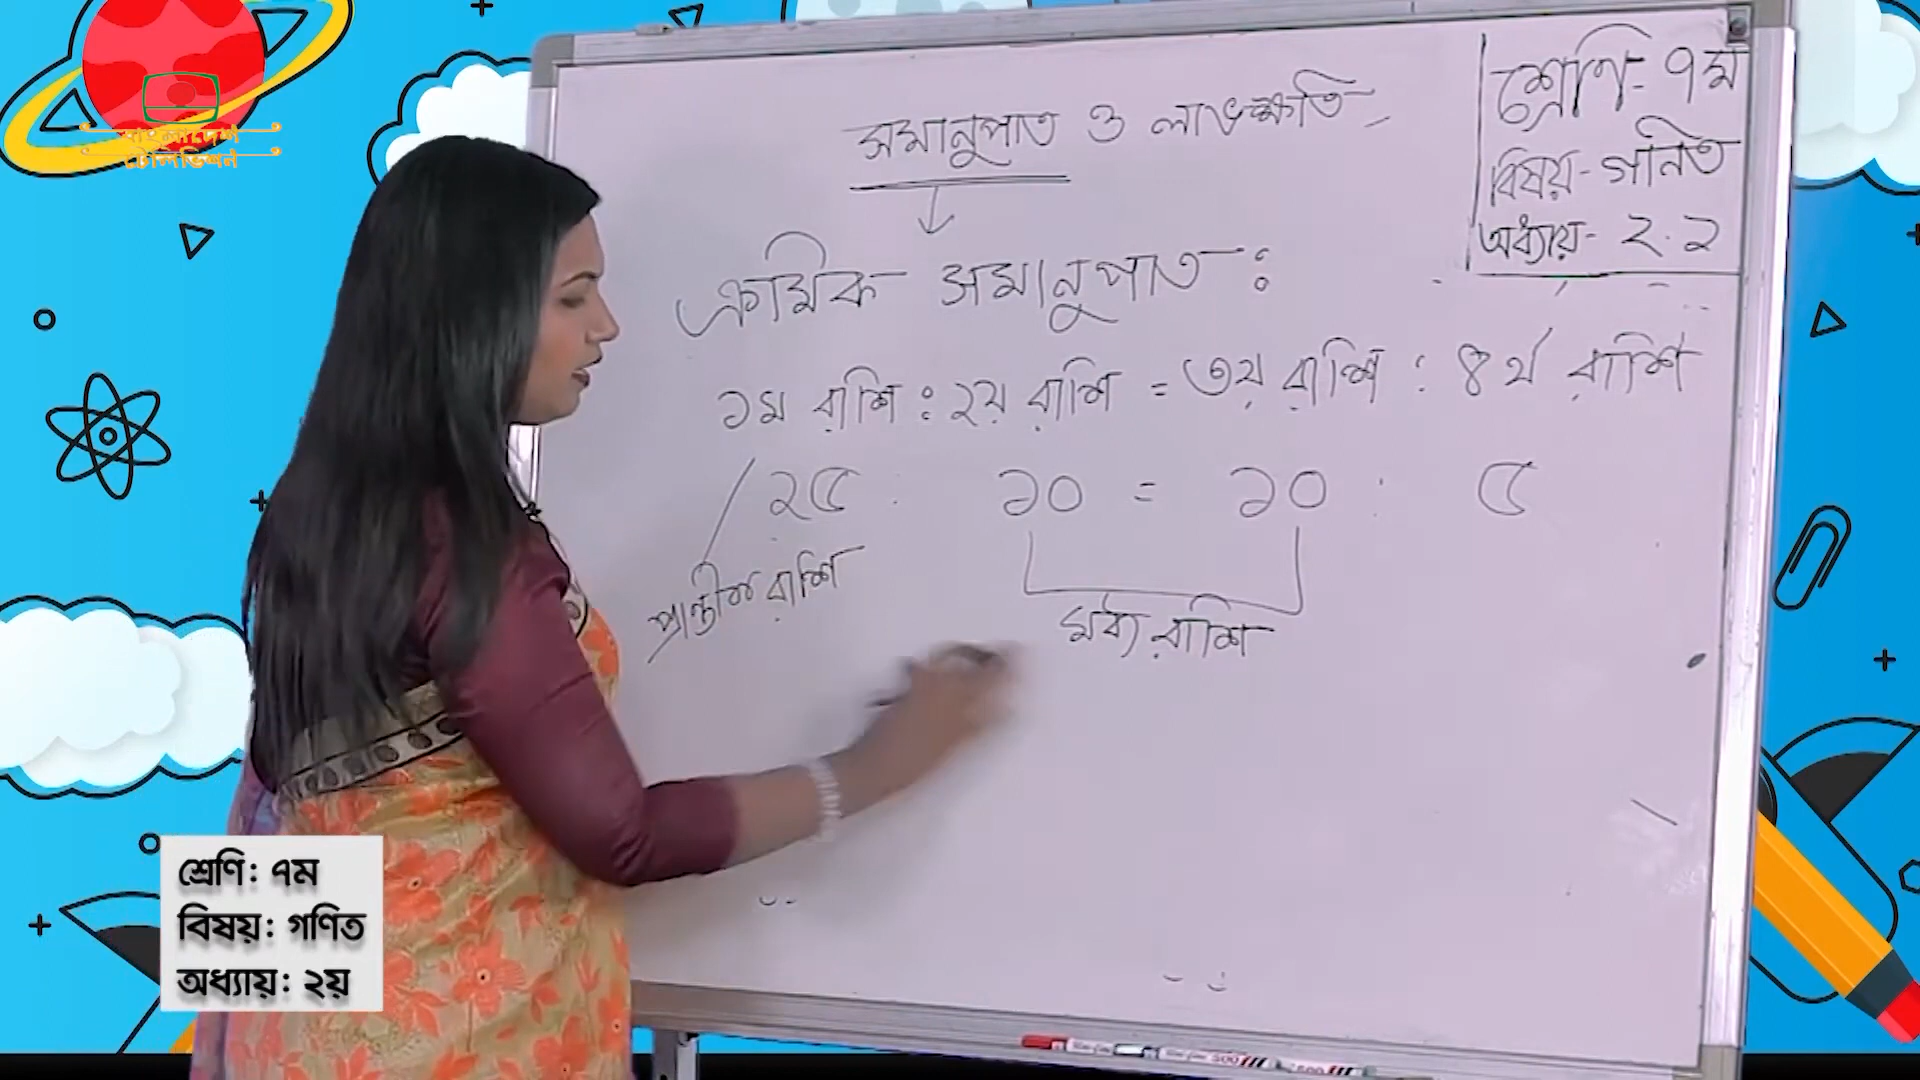 বাংলাদেশ
টেলিভিশন
সমানুপাত ও লাভক্ষতি
শ্রেণি- ৭ম
বিষয়- গনিত
অধ্যায়- ২.২
ক্রমিক সমানুপাত :
১ম রাশি : ২য় রাশি = ৩য় রাশি : ৪র্থ রাশি
২৫ : ১০ = ১০ : ৫
প্রান্তীয় রাশি
মধ্য রাশি
শ্রেণি: ৭ম
বিষয়: গণিত
অধ্যায়: ২য়